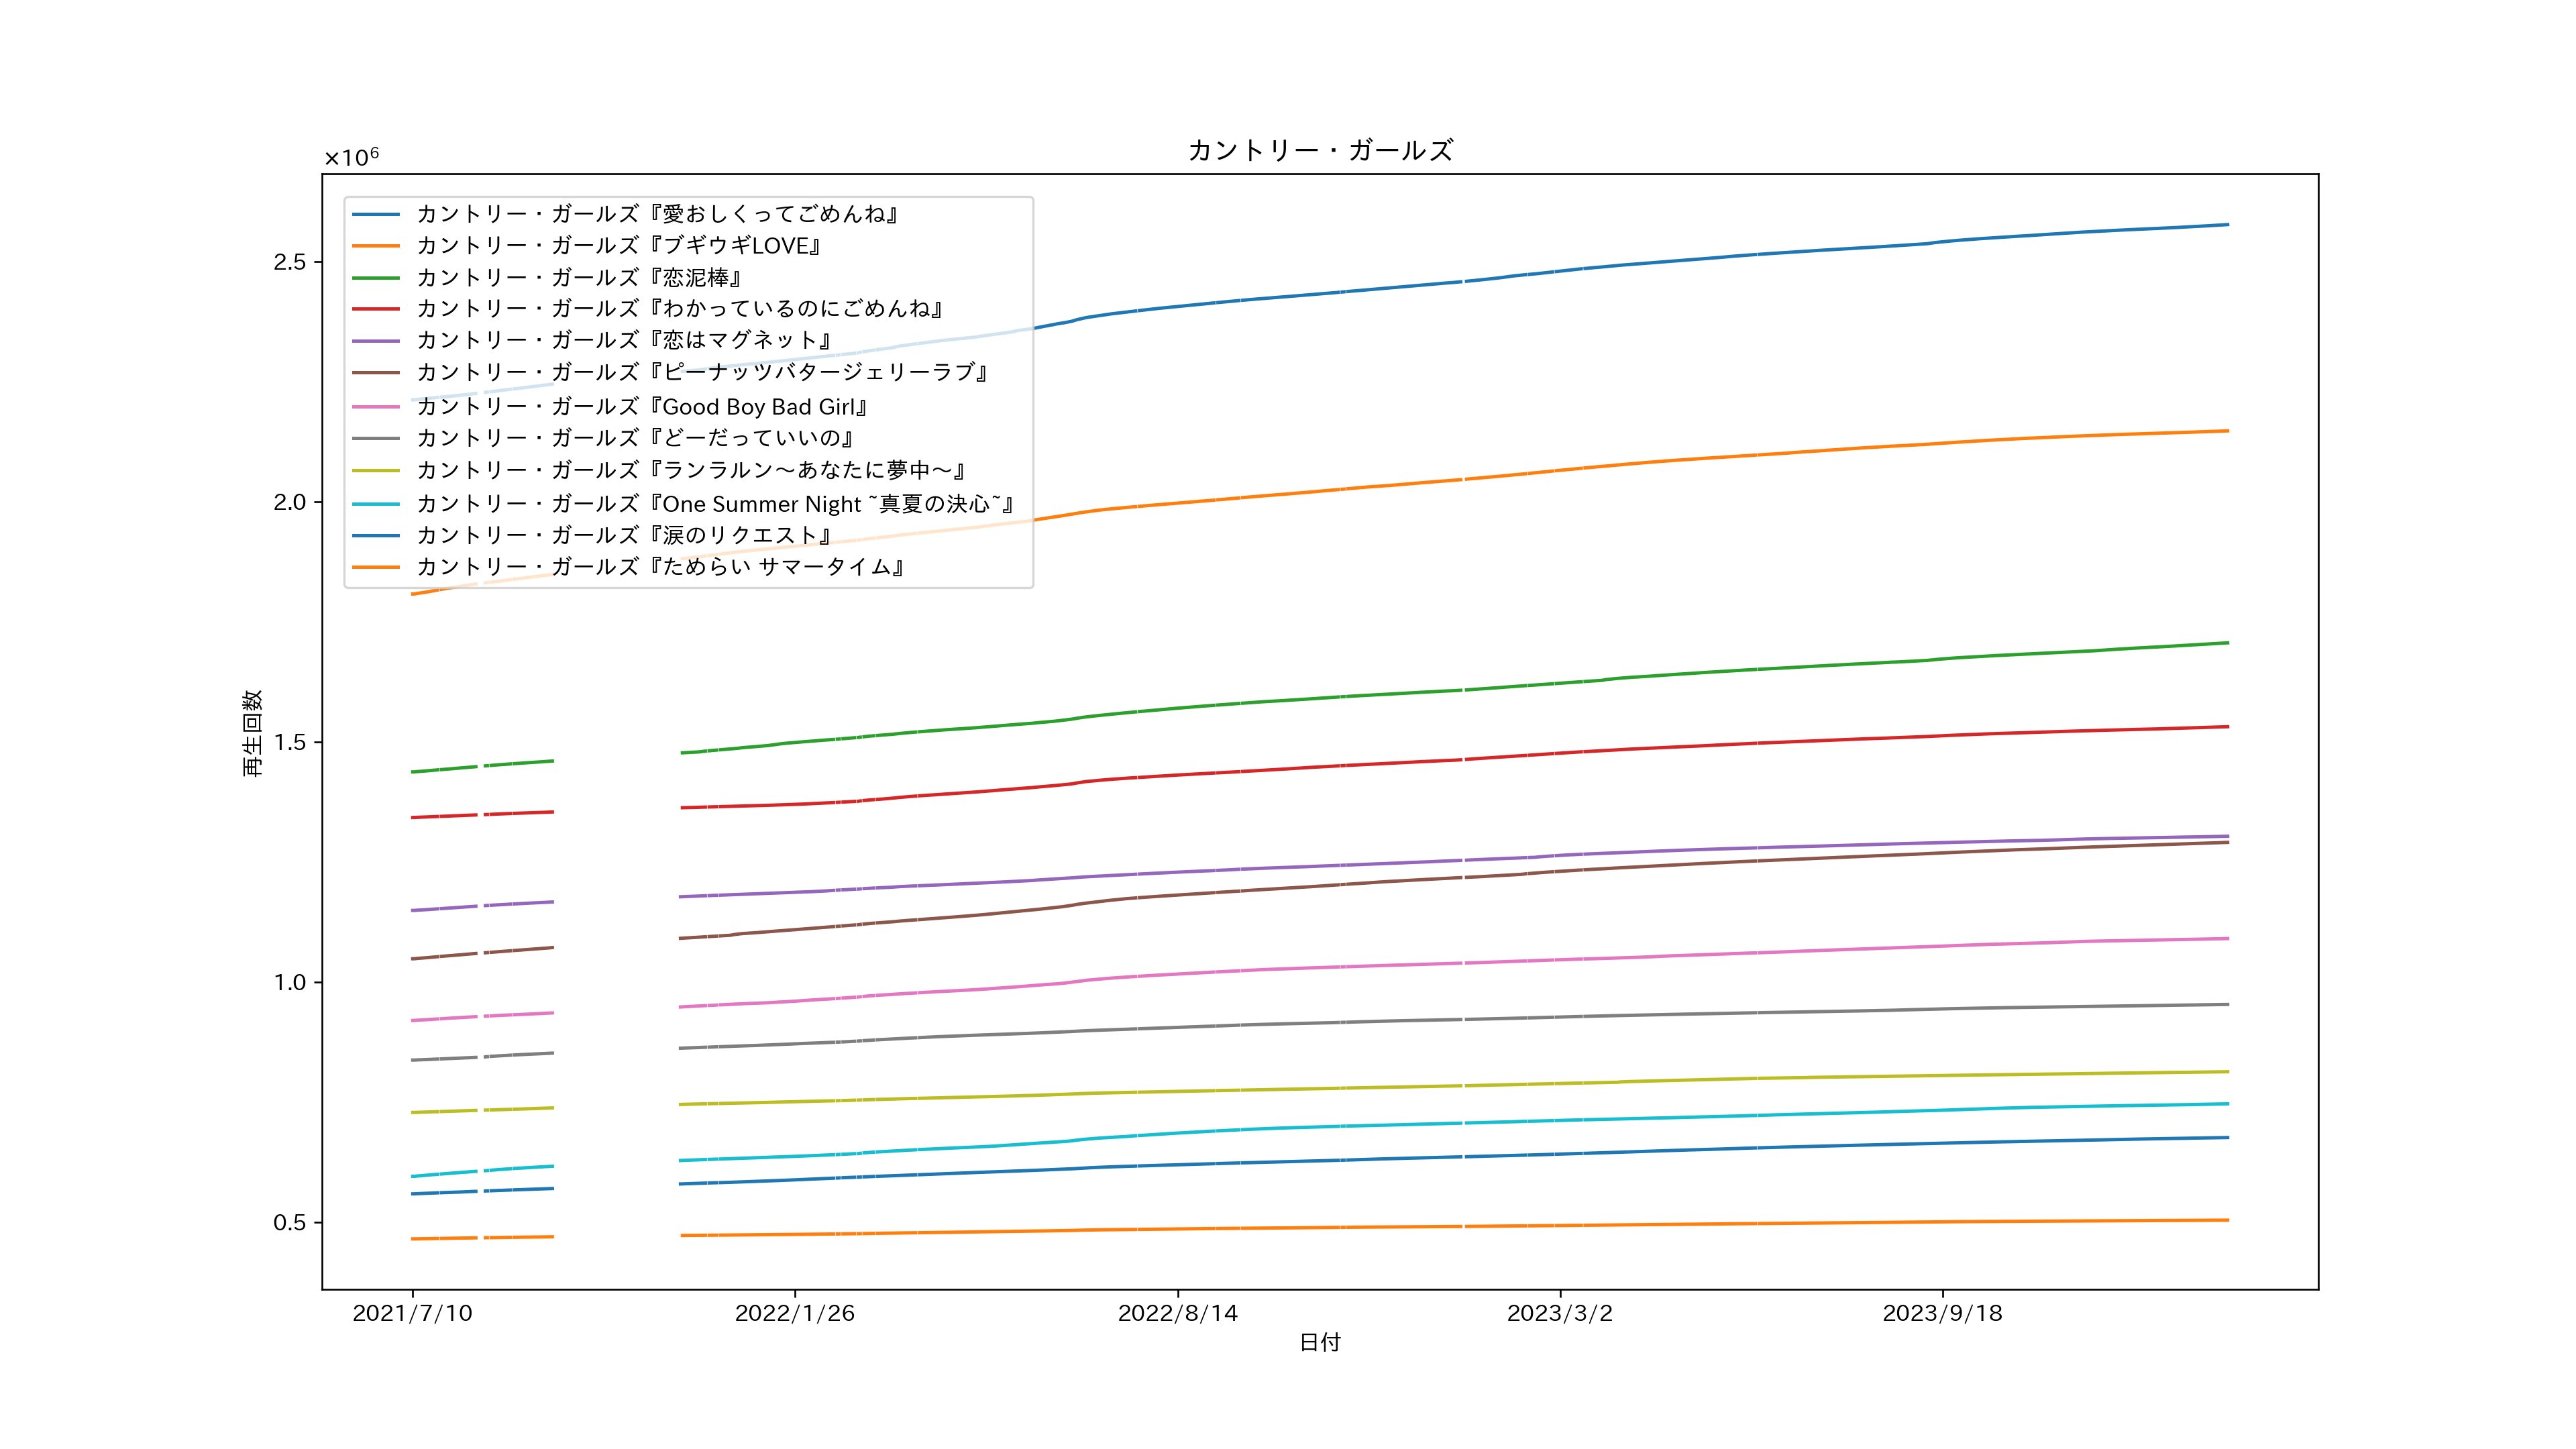 カントリー・ガールズ
×10⁶
カントリー・ガールズ『愛おしくってごめんね』
カントリー・ガールズ『ブギウギLOVE』
カントリー・ガールズ『恋泥棒』
カントリー・ガールズ『わかっているのにごめんね』
カントリー・ガールズ『恋はマグネット』
カントリー・ガールズ『ピーナッツバタージェリーラブ』
カントリー・ガールズ『Good Boy Bad Girl』
カントリー・ガールズ『どーだっていいの』
カントリー・ガールズ『ランラルン〜あなたに夢中〜』
カントリー・ガールズ『One Summer Night ~真夏の決心~』
カントリー・ガールズ『涙のリクエスト』
カントリー・ガールズ『ためらい サマータイム』
2.5
2.0
1.5
1.0
0.5
再生回数
2021/7/10
2022/1/26
2022/8/14
2023/3/2
2023/9/18
日付